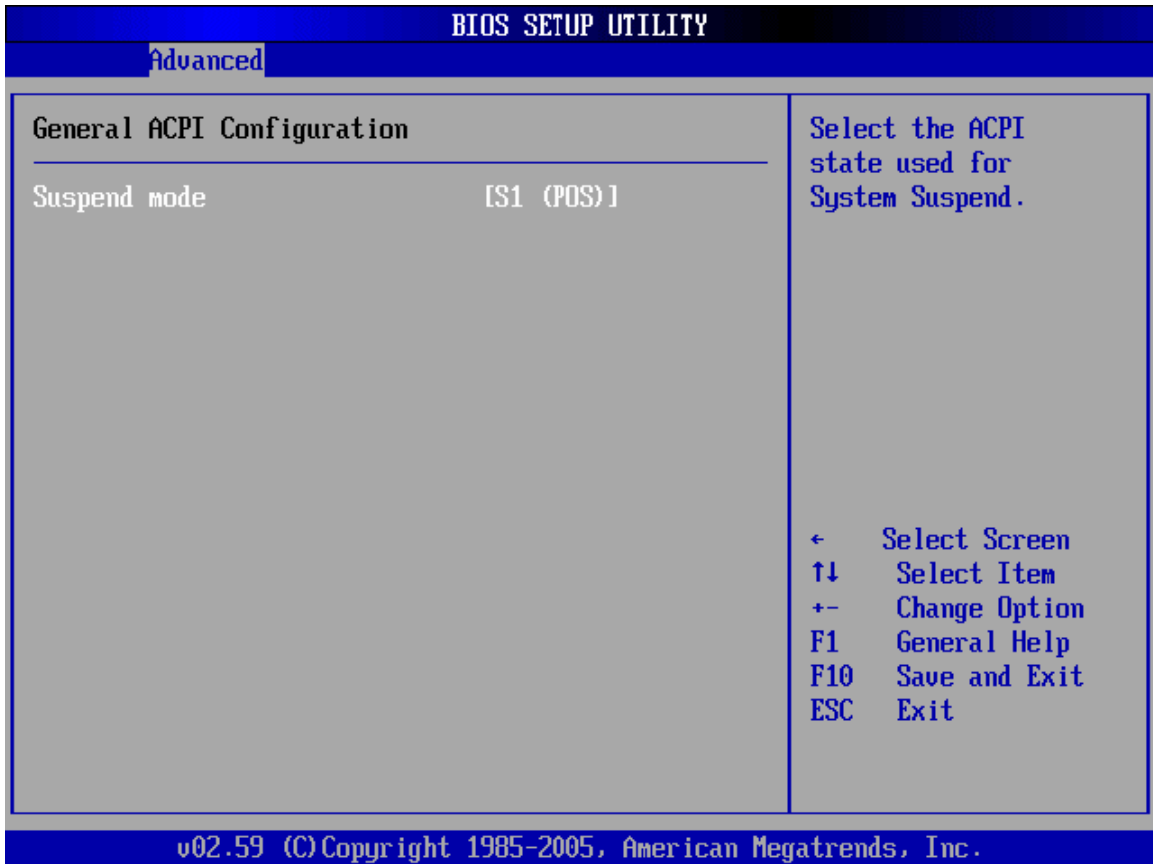 BIOS SETUP UTILITY
Advanced
General ACPI Configuration
Suspend mode [S1 (POS)]
Select the ACPI
state used for
System Suspend.
← Select Screen
↑↓ Select Item
+- Change Option
F1 General Help
F10 Save and Exit
ESC Exit
v02.59 (C)Copyright 1985-2005, American Megatrends, Inc.